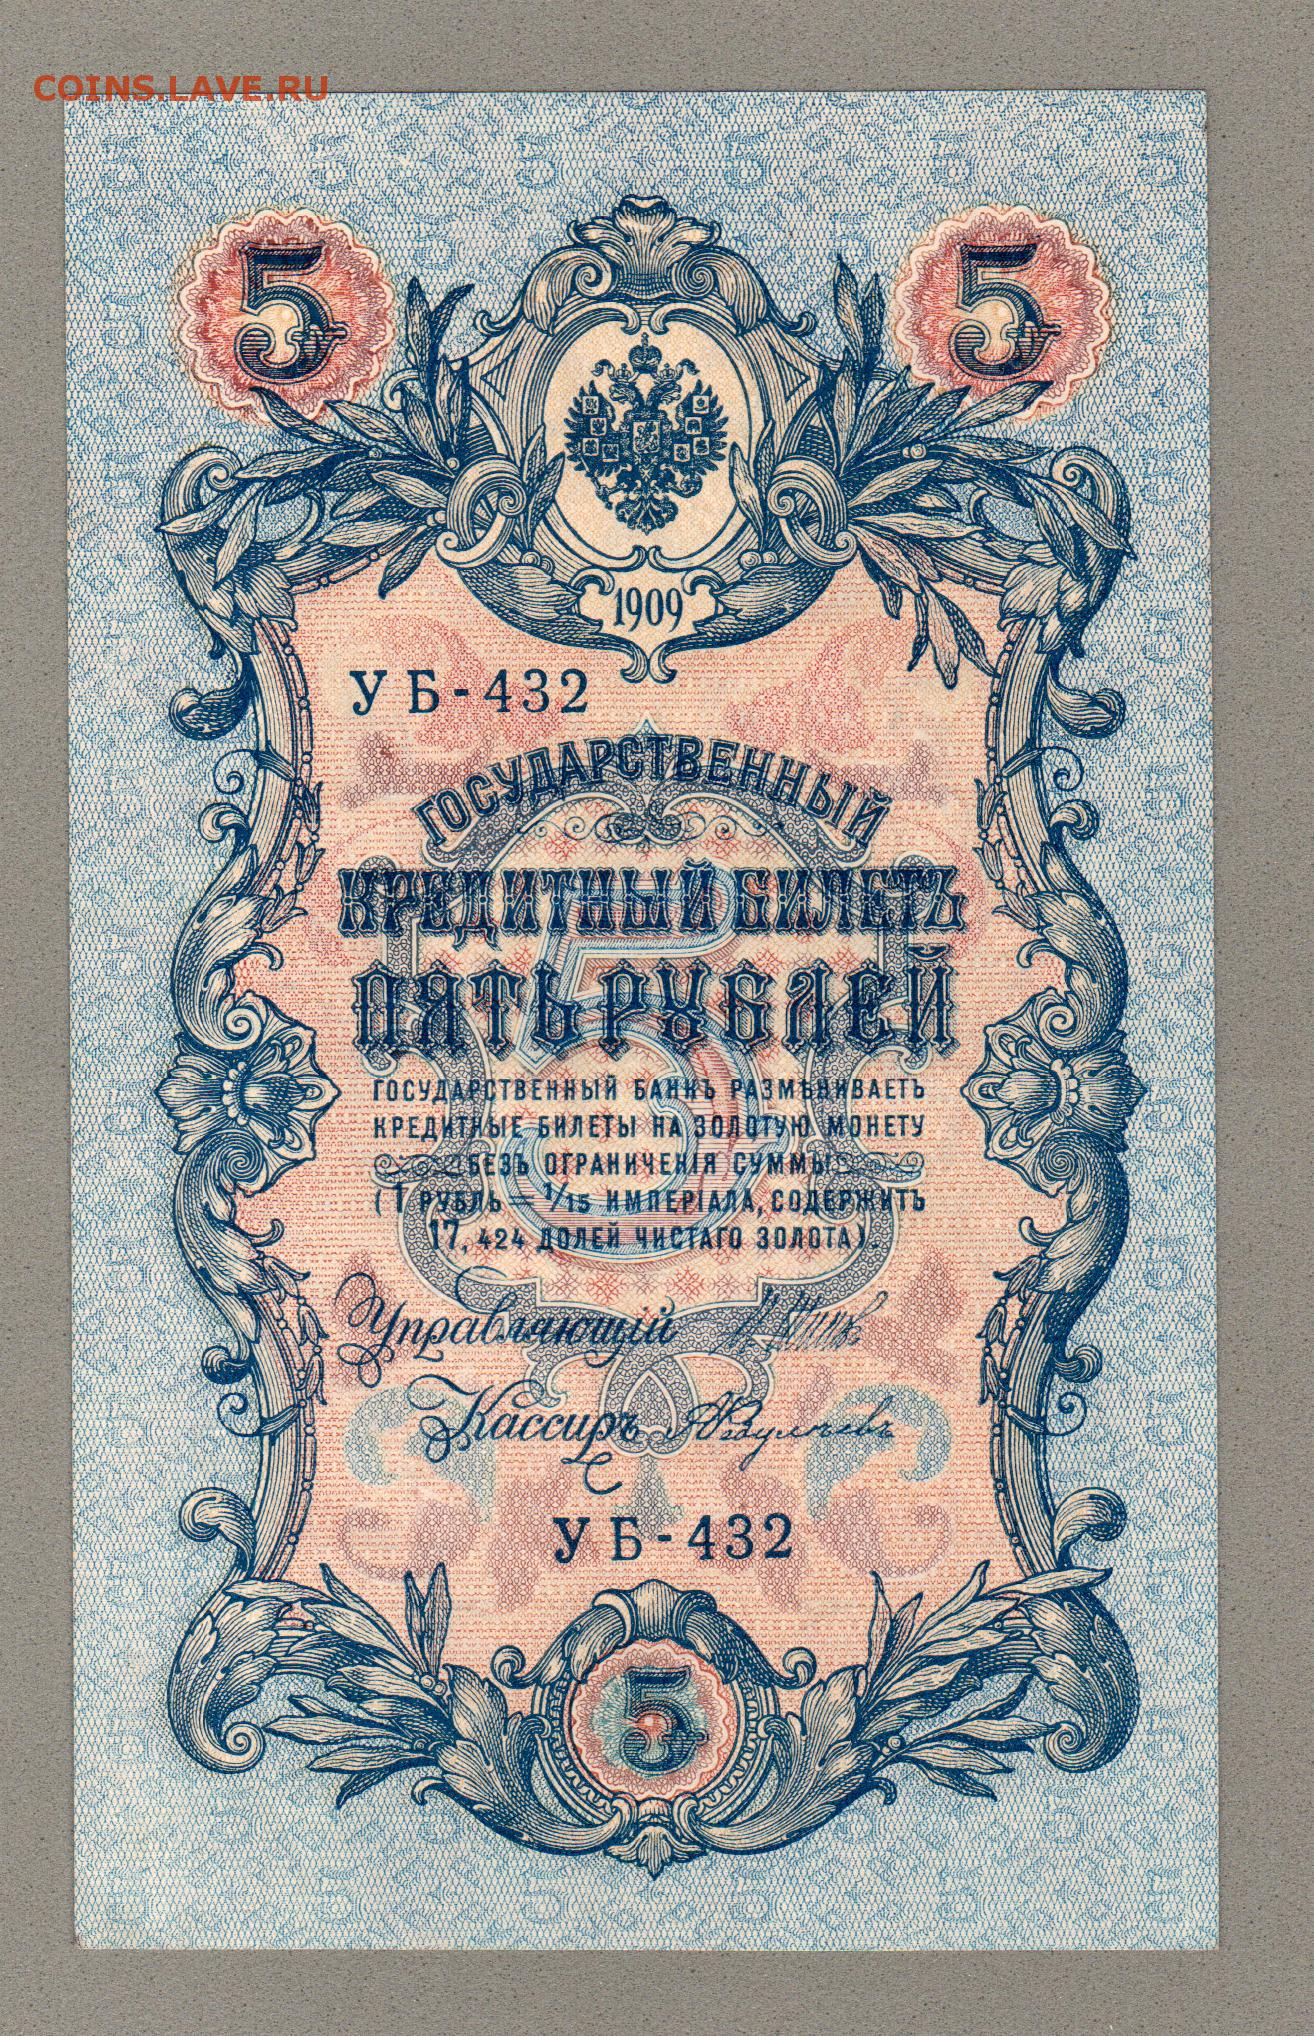 COINS.LAVE.RU
5 5
1909
УБ-432
ГОСУДАРСТВЕННЫЙ
КРЕДИТНЫЙ БИЛЕТЪ
ПЯТЬ РУБЛЕЙ
ГОСУДАРСТВЕННЫЙ БАНКЪ РАЗМѢНИВАЕТЪ
КРЕДИТНЫЕ БИЛЕТЫ НА ЗОЛОТУЮ МОНЕТУ
БЕЗЪ ОГРАНИЧЕНІЯ СУММЫ
(1 РУБЛЬ — 1/15 ИМПЕРІАЛА, СОДЕРЖИТЪ
17,424 ДОЛЕЙ ЧИСТАГО ЗОЛОТА).
Управляющій
Кассиръ
УБ-432
5